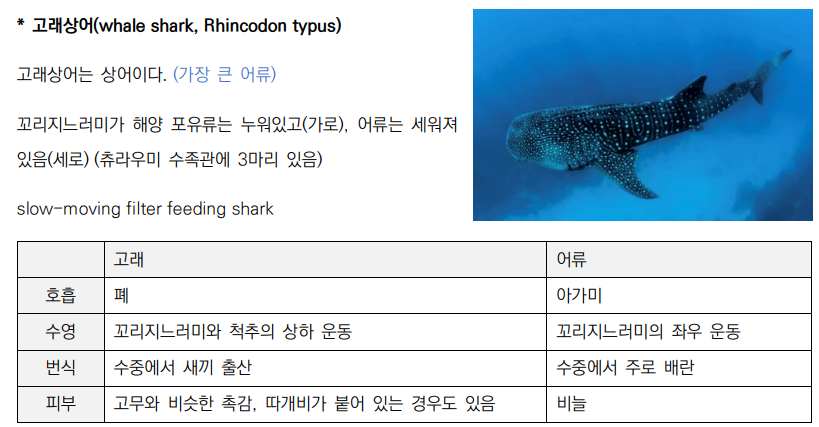 * 고래상어(whale shark, Rhincodon typus)
고래상어는 상어이다. (가장 큰 어류)
꼬리지느러미가 해양 포유류는 누워있고(가로), 어류는 세워져
있음(세로) (츄라우미 수족관에 3마리 있음)
slow-moving filter feeding shark
고래 어류
호흡 폐 아가미
수영 꼬리지느러미와 척추의 상하 운동 꼬리지느러미의 좌우 운동
번식 수중에서 새끼 출산 수중에서 주로 배란
피부 고무와 비슷한 촉감, 따개비가 붙어 있는 경우도 있음 비늘